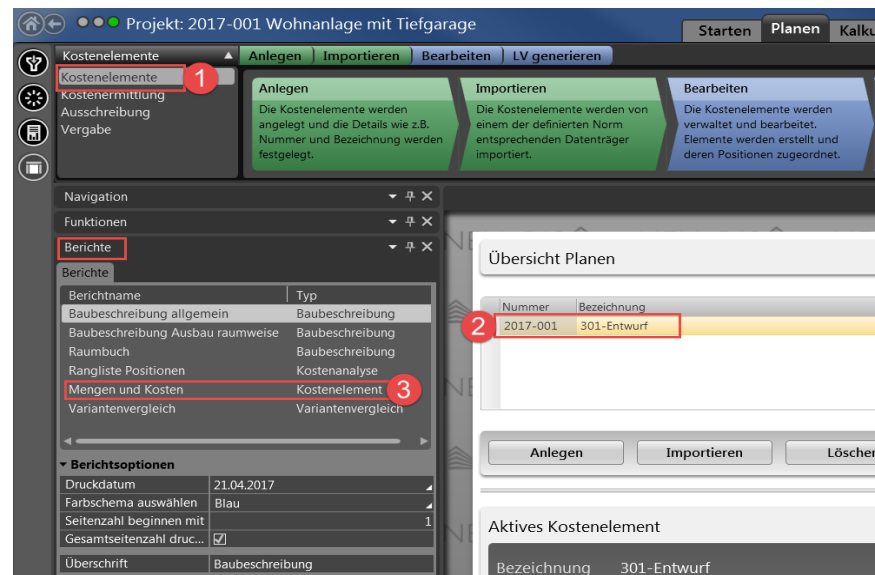 Projekt: 2017-001 Wohnanlage mit Tiefgarage
Starten Planen Kalku
Kostenelemente
Kostenelemente
Kostenermittlung
Ausschreibung
Vergabe
1
Anlegen Importieren Bearbeiten LV generieren
Anlegen
Die Kostenelemente werden
angelegt und die Details wie z.B.
Nummer und Bezeichnung werden
festgelegt.
Importieren
Die Kostenelemente werden von
einem der definierten Norm
entsprechenden Datenträger
importiert.
Bearbeiten
Die Kostenelemente werden
verwaltet und bearbeitet.
Elemente werden erstellt und
deren Positionen zugeordnet.
Navigation
Funktionen
Berichte
Berichte
Berichtname Typ
Baubeschreibung allgemein Baubeschreibung
Baubeschreibung Ausbau raumweise Baubeschreibung
Raumbuch Baubeschreibung
Rangliste Positionen Kostenanalyse
Mengen und Kosten Kostenelement 3
Variantenvergleich Variantenvergleich
Berichtsoptionen
Druckdatum 21.04.2017
Farbschema auswählen Blau
Seitenzahl beginnen mit 1
Gesamtseitenzahl druc...
Überschrift Baubeschreibung
Übersicht Planen
Nummer Bezeichnung
2 2017-001 301-Entwurf
Anlegen Importieren Löschen
Aktives Kostenelement
Bezeichnung 301-Entwurf